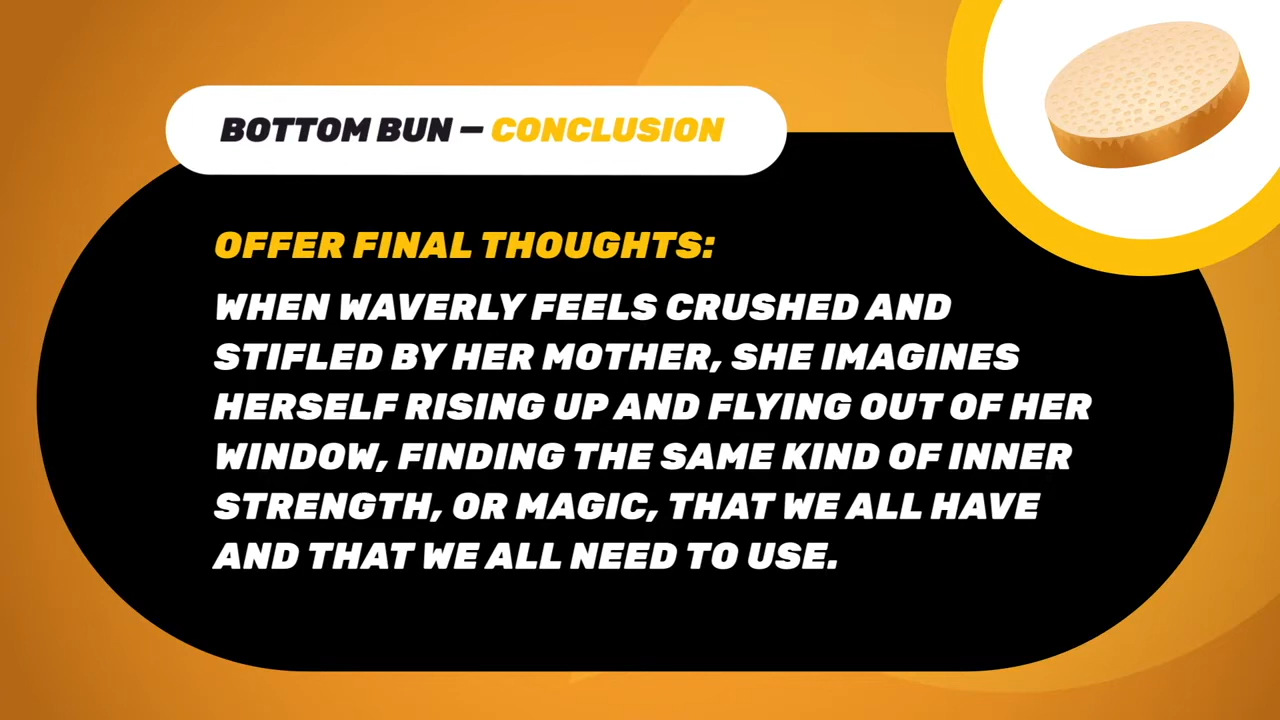 BOTTOM BUN – CONCLUSION
OFFER FINAL THOUGHTS:
WHEN WAVERLY FEELS CRUSHED AND
STIFLED BY HER MOTHER, SHE IMAGINES
HERSELF RISING UP AND FLYING OUT OF HER
WINDOW, FINDING THE SAME KIND OF INNER
STRENGTH, OR MAGIC, THAT WE ALL HAVE
AND THAT WE ALL NEED TO USE.